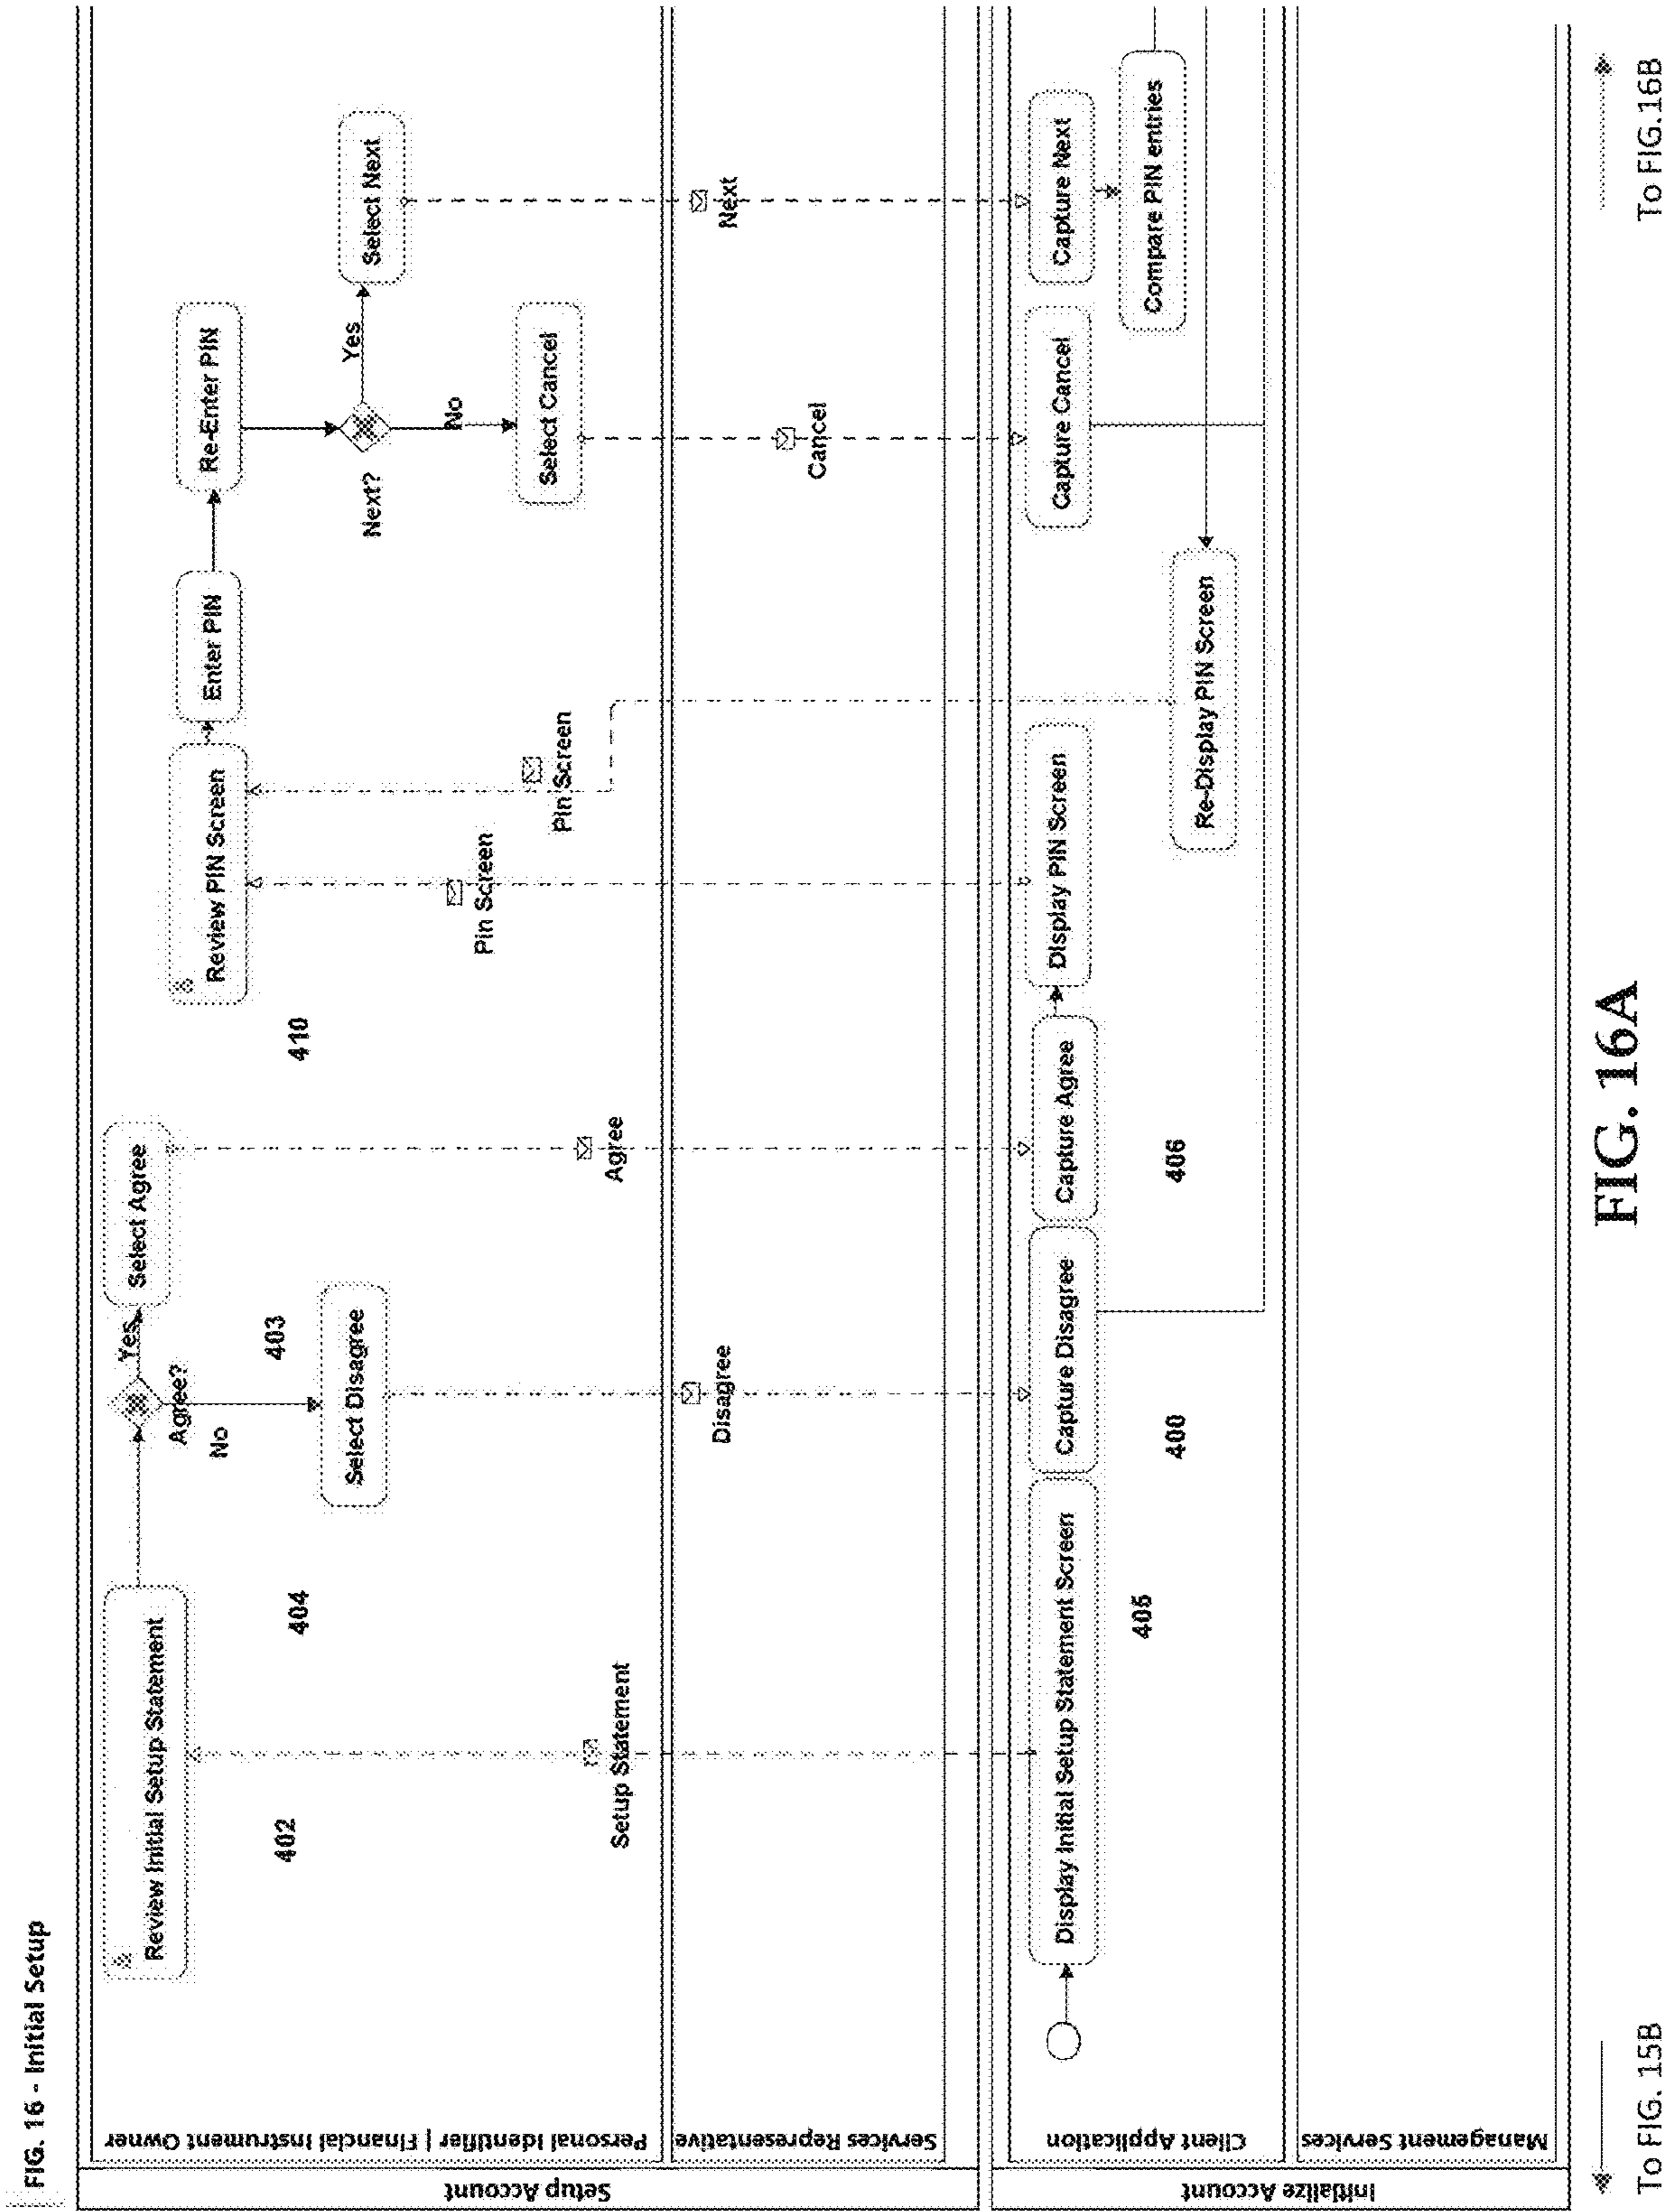 FIG. 16 - Initial Setup
Setup Account
Personal Identifier | Financial Instrument Owner
Review Initial Setup Statement
Agree?
Yes
No
Select Agree
Select Disagree
402
404
403
410
Setup Statement
Disagree
Agree
Review PIN Screen
Enter PIN
Re-Enter PIN
Next?
Yes
No
Select Next
Select Cancel
Pin Screen
Pin Screen
Services Representative
Cancel
Next
Initialize Account
Client Application
Display Initial Setup Statement Screen
Capture Disagree
Capture Agree
Display PIN Screen
Re-Display PIN Screen
Capture Cancel
Capture Next
Compare PIN entries
405
400
406
Management Services
To FIG. 15B
FIG. 16A
To FIG.16B